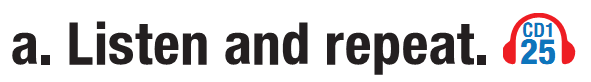 a. Listen and repeat. CD1 25